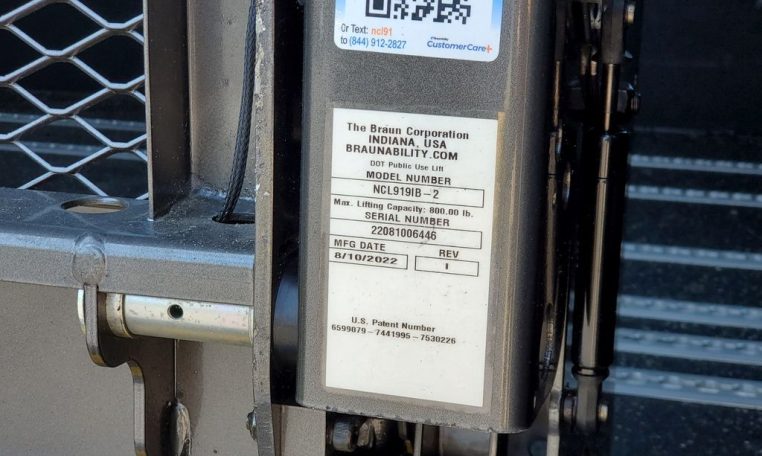 Or Text: ncl91
to (844) 912-2827
CustomerCare+
The Braun Corporation
INDIANA, USA
BRAUNABILITY.COM
DOT Public Use Lift
MODEL NUMBER
NCL919IB-2
Max. Lifting Capacity: 800.00 lb.
SERIAL NUMBER
22081006446
MFG DATE REV
8/10/2022 1
U.S. Patent Number
6599079-7441995-7530226